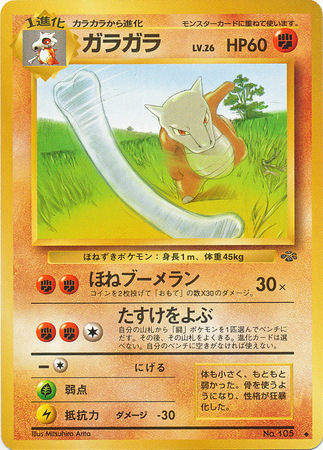 1進化 カラカラから進化 モンスターカードに重ねて使います。
ガラガラ LV.26 HP60
ほねずきポケモン：身長1m、体重45kg
ほねブーメラン 30×
コインを2枚投げて「おもて」の数X30のダメージ。
たすけをよぶ
自分の山札から「闘」ポケモンを1匹選んでベンチにだす。その後、その山札をよくきる。進化カードは選べない。自分のベンチに空きがなければ使えない。
ー にげる
弱点
抵抗力 ダメージ -30
体も小さく、もともと
弱かった。骨を使うよ
うになり、性格が狂暴
化した。
Illus. Mitsuhiro Arita No. 105